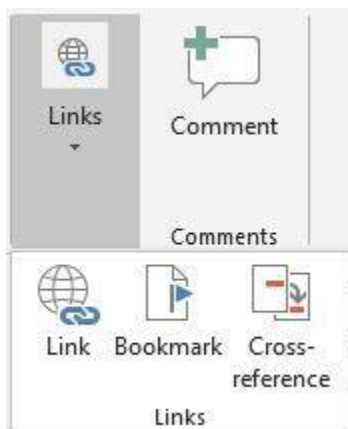 Links
Comment
Comments
Link
Bookmark
Cross-
reference
Links